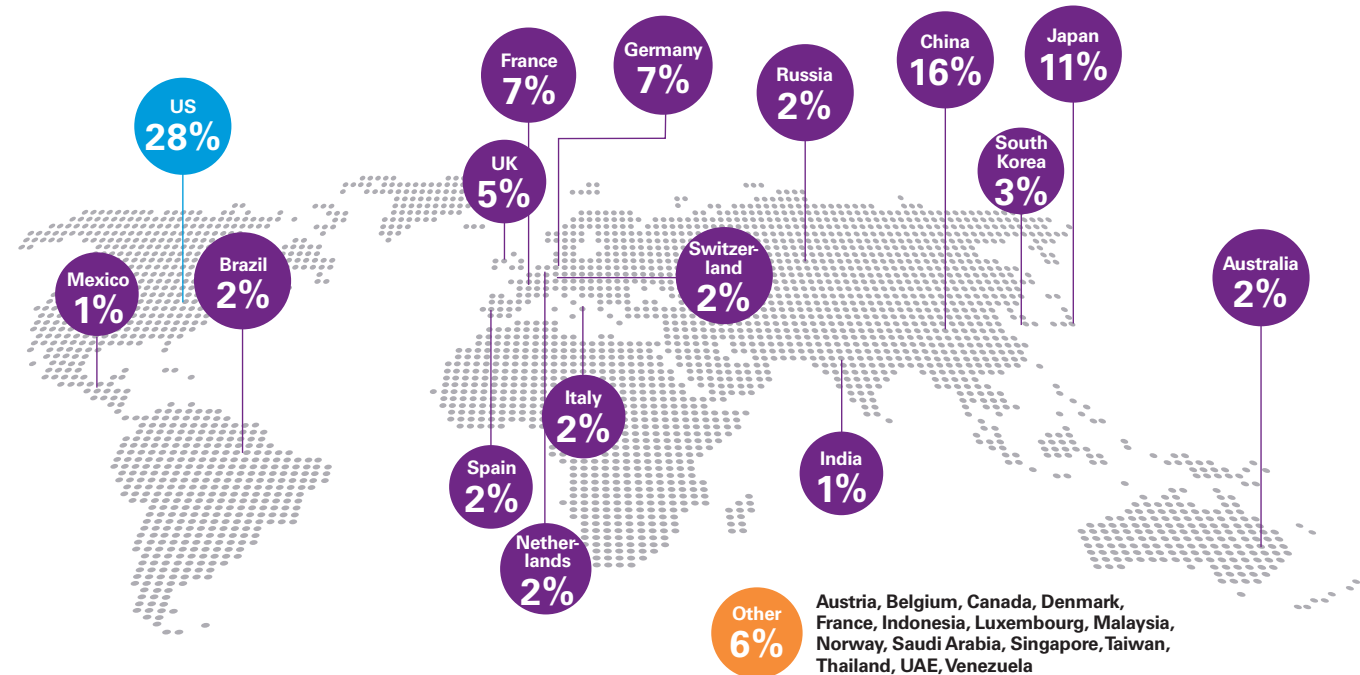 US
28%
Mexico
1%
Brazil
2%
France
7%
UK
5%
Germany
7%
Russia
2%
China
16%
Japan
11%
South
Korea
3%
Switzer-
land
2%
Australia
2%
Italy
2%
Spain
2%
Nether-
lands
2%
India
1%
Other
6%
Austria, Belgium, Canada, Denmark,
France, Indonesia, Luxembourg, Malaysia,
Norway, Saudi Arabia, Singapore, Taiwan,
Thailand, UAE, Venezuela